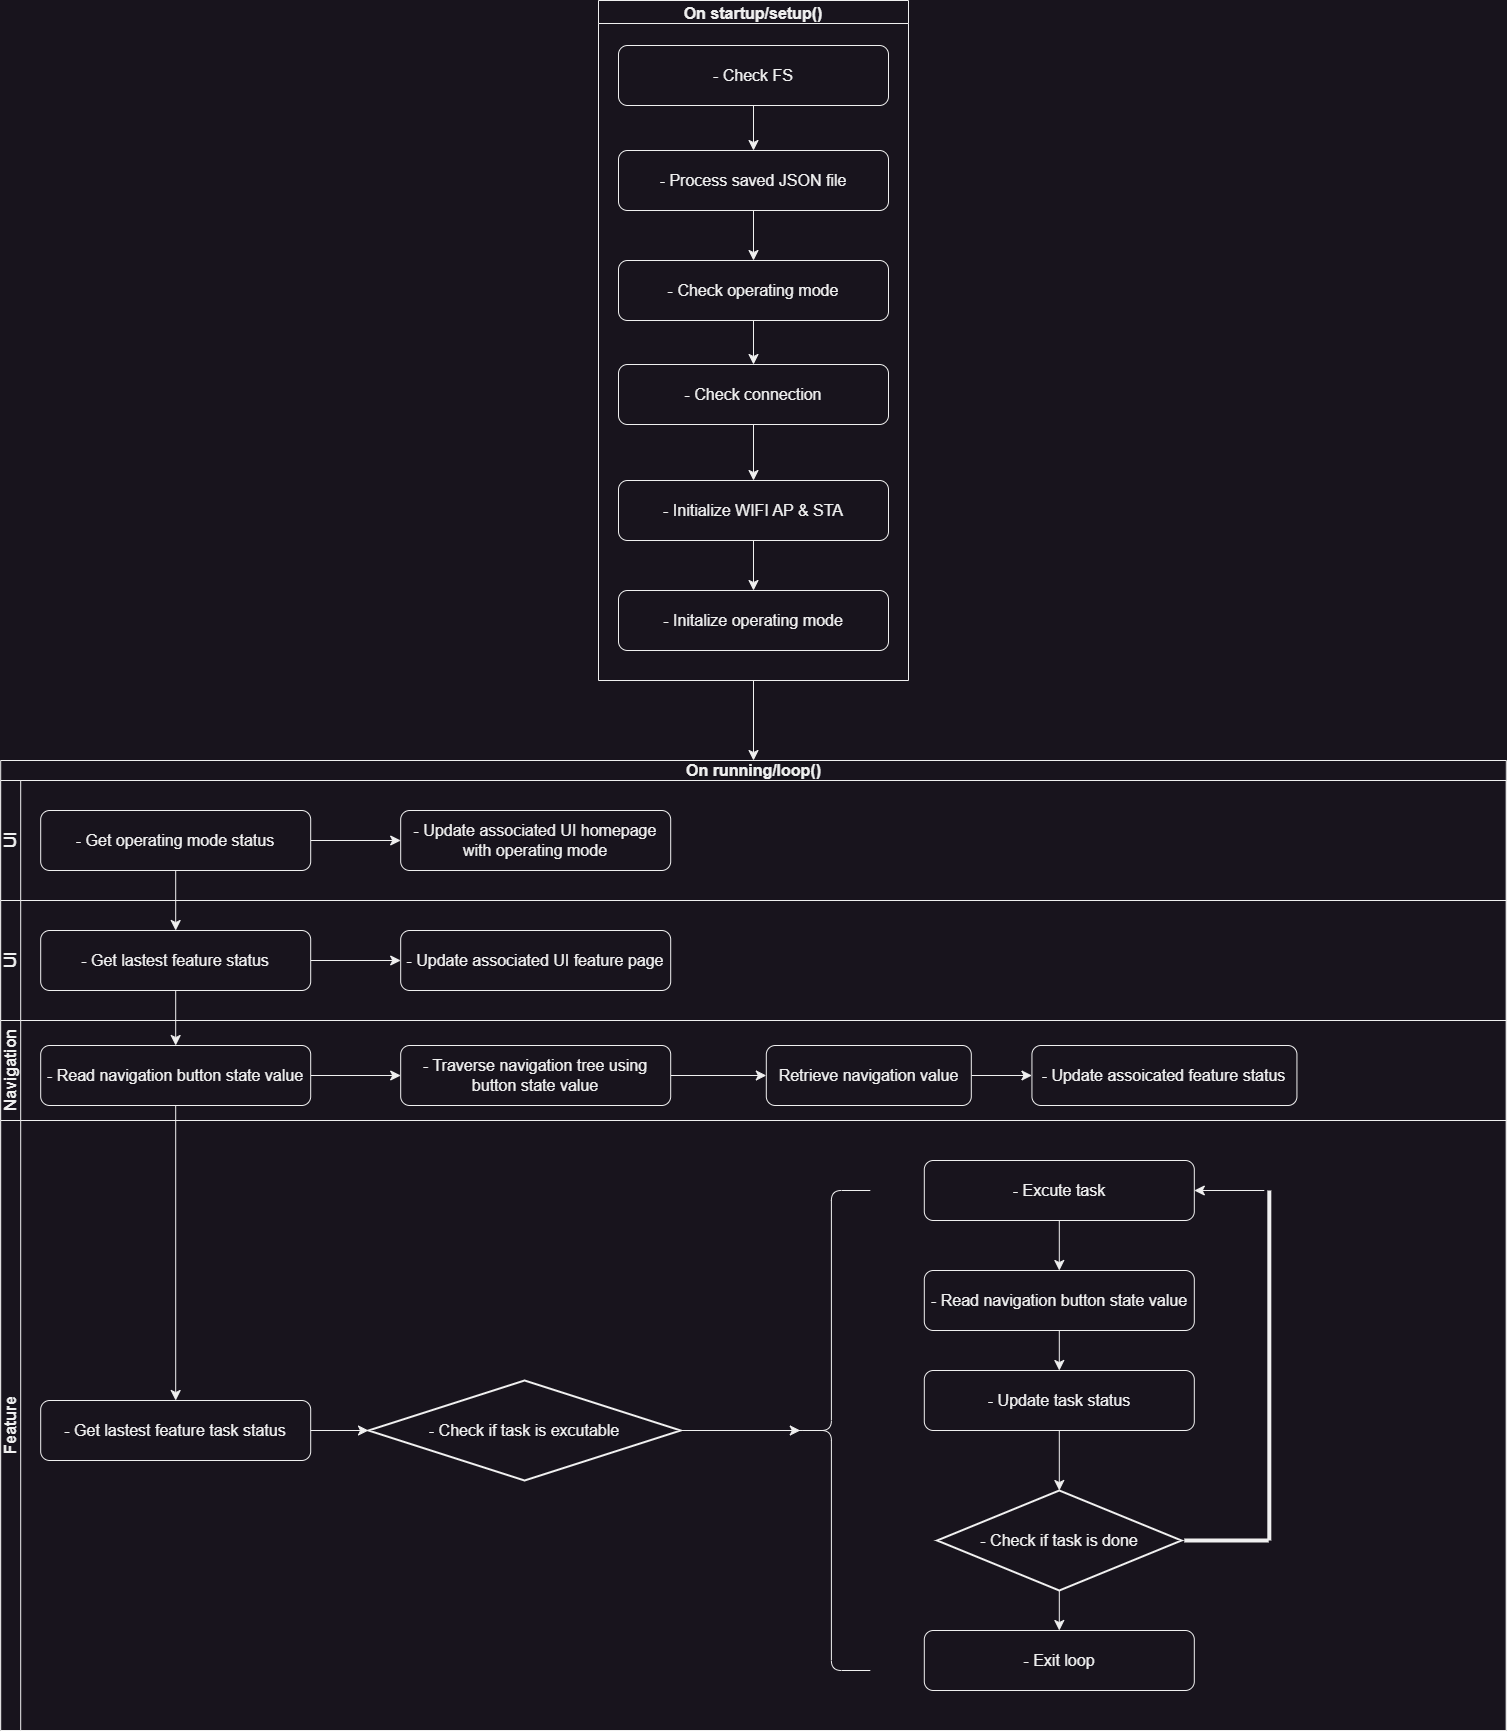 On startup/setup()
- Check FS
- Process saved JSON file
- Check operating mode
- Check connection
- Initialize WIFI AP & STA
- Initalize operating mode
On running/loop()
UI
- Get operating mode status
- Update associated UI homepage
with operating mode
UI
- Get lastest feature status
- Update associated UI feature page
Navigation
- Read navigation button state value
- Traverse navigation tree using
button state value
Retrieve navigation value
- Update assoicated feature status
Feature
- Get lastest feature task status
- Check if task is excutable
- Excute task
- Read navigation button state value
- Update task status
- Check if task is done
- Exit loop